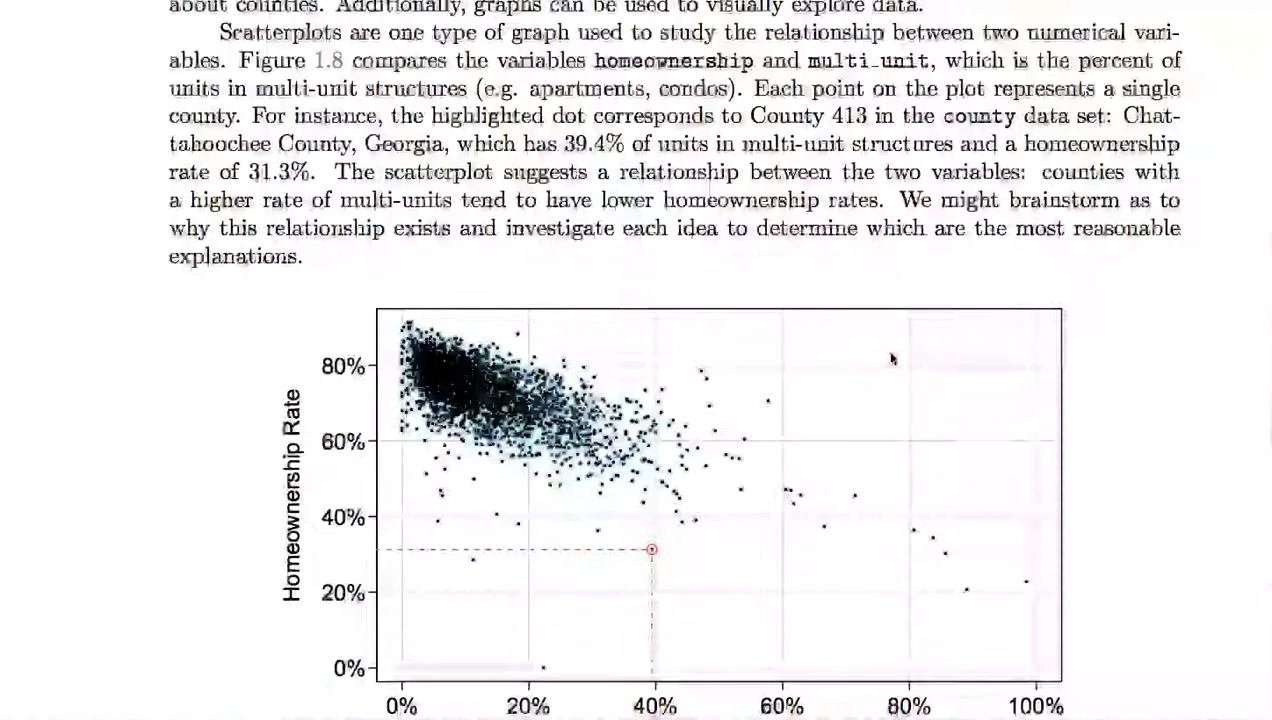 about counties. Additionally, graphs can be used to visually explore data.
Scatterplots are one type of graph used to study the relationship between two numerical vari-
ables. Figure 1.8 compares the variables homeownership and multi_unit, which is the percent of
units in multi-unit structures (e.g. apartments, condos). Each point on the plot represents a single
county. For instance, the highlighted dot corresponds to County 413 in the county data set: Chat-
tahoochee County, Georgia, which has 39.4% of units in multi-unit structures and a homeownership
rate of 31.3%. The scatterplot suggests a relationship between the two variables: counties with
a higher rate of multi-units tend to have lower homeownership rates. We might brainstorm as to
why this relationship exists and investigate each idea to determine which are the most reasonable
explanations.
Homeownership Rate
80%
60%
40%
20%
0%
0% 20% 40% 60% 80% 100%